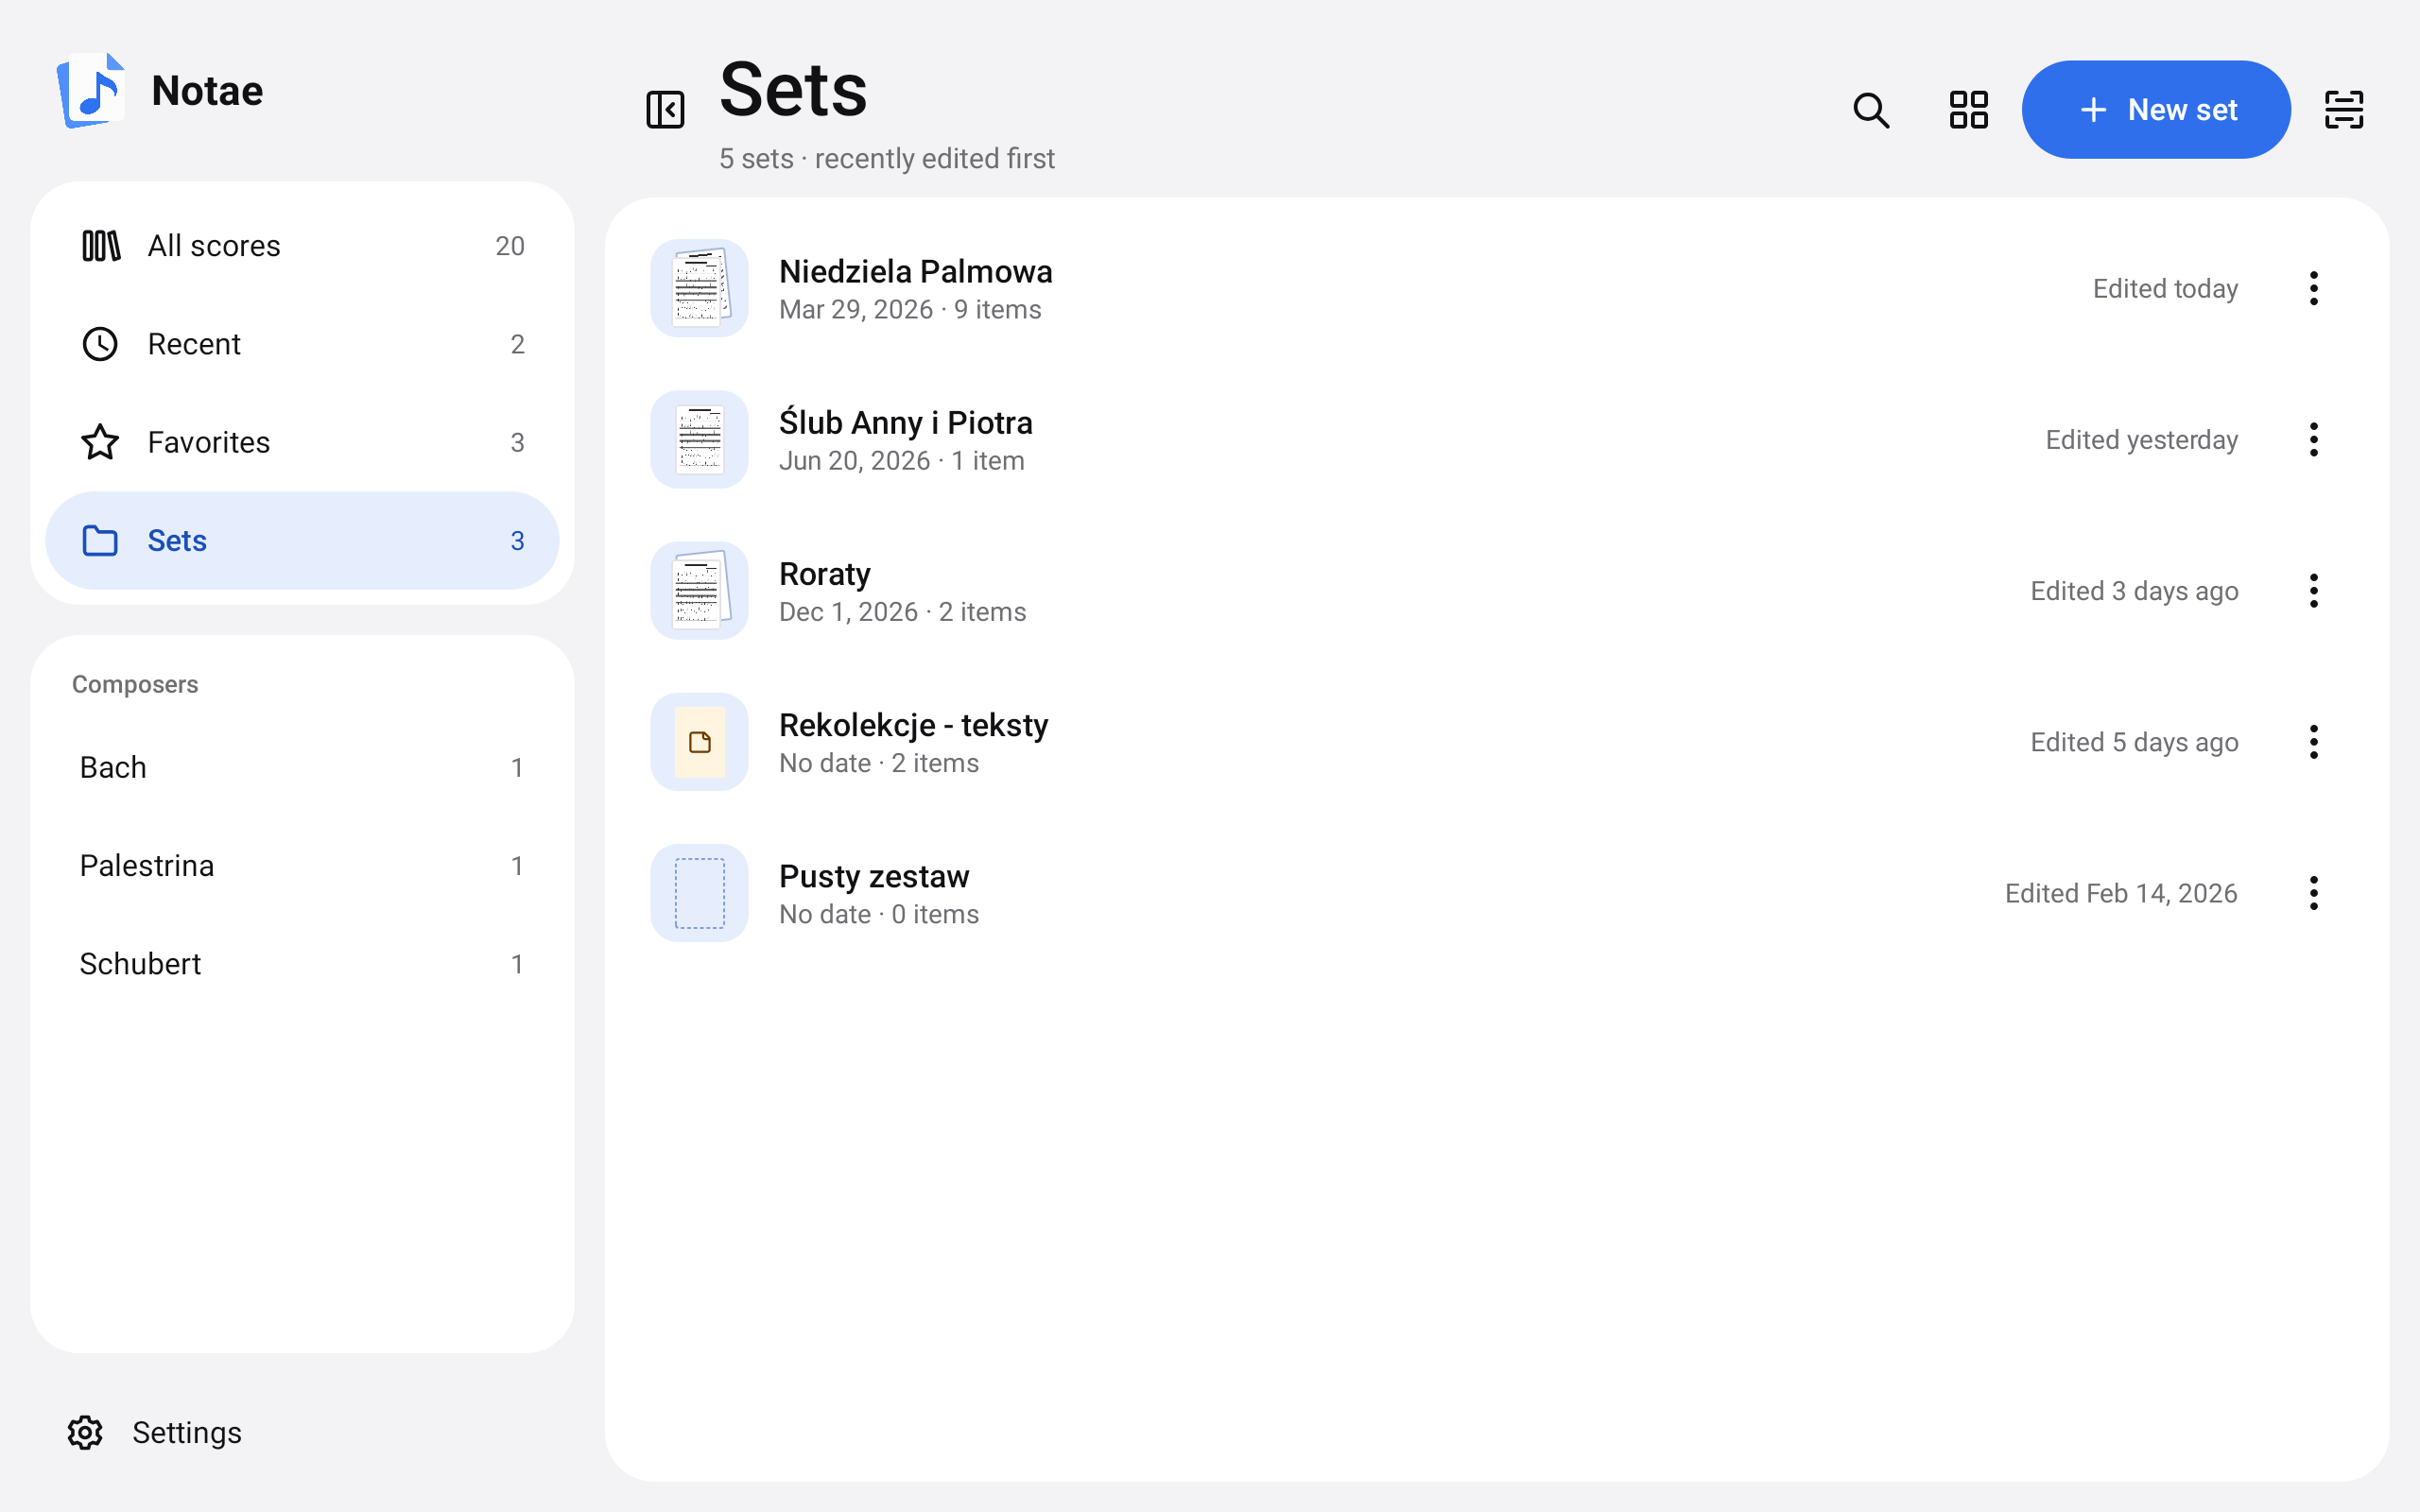 Notae
All scores 20
Recent 2
Favorites 3
Sets 3
Composers
Bach 1
Palestrina 1
Schubert 1
Settings
Sets
5 sets · recently edited first
New set
Niedziela Palmowa
Mar 29, 2026 · 9 items
Edited today
Ślub Anny i Piotra
Jun 20, 2026 · 1 item
Edited yesterday
Roraty
Dec 1, 2026 · 2 items
Edited 3 days ago
Rekolekcje - teksty
No date · 2 items
Edited 5 days ago
Pusty zestaw
No date · 0 items
Edited Feb 14, 2026